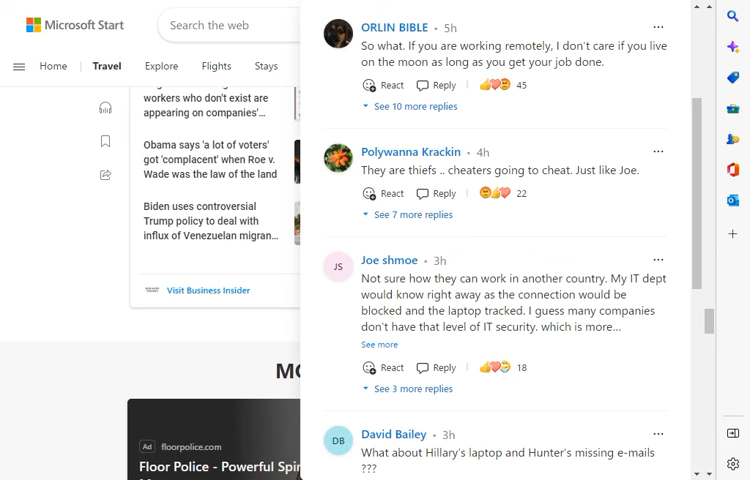 Microsoft Start
Search the web
Home
Travel
Explore
Flights
Stays
workers who don't exist are
appearing on companies'...
Obama says 'a lot of voters'
got 'complacent' when Roe v.
Wade was the law of the land
Biden uses controversial
Trump policy to deal with
influx of Venezuelan migran...
Visit Business Insider
Ad floorpolice.com
Floor Police - Powerful Spi
ORLIN BIBLE • 5h
So what. If you are working remotely, I don't care if you live
on the moon as long as you get your job done.
React Reply 45
See 10 more replies
Polywanna Krackin • 4h
They are thiefs .. cheaters going to cheat. Just like Joe.
React Reply 22
See 7 more replies
JS
Joe shmoe • 3h
Not sure how they can work in another country. My IT dept
would know right away as the connection would be
blocked and the laptop tracked. I guess many companies
don't have that level of IT security. which is more...
See more
React Reply 18
See 3 more replies
DB
David Bailey • 3h
What about Hillary's laptop and Hunter's missing e-mails
???